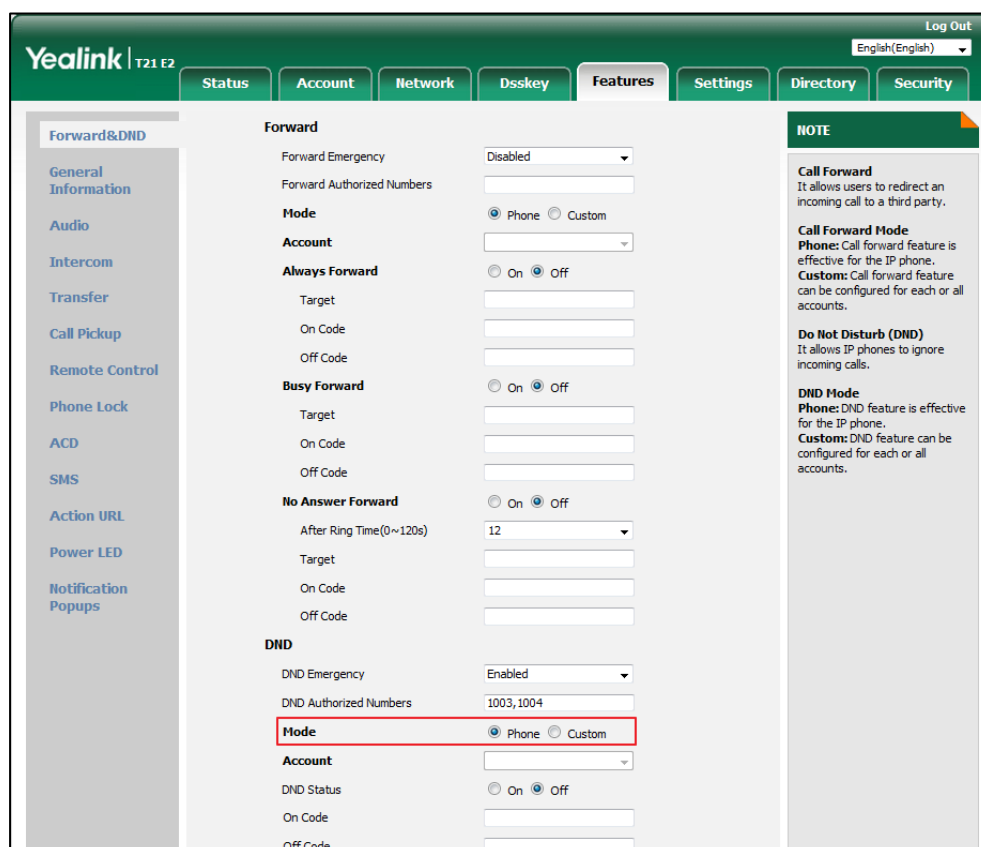 Log Out
Yealink T21 E2
English(English)
Status Account Network Dsskey Features Settings Directory Security
Forward&DND
General
Information
Audio
Intercom
Transfer
Call Pickup
Remote Control
Phone Lock
ACD
SMS
Action URL
Power LED
Notification
Popups
Forward
Forward Emergency Disabled
Forward Authorized Numbers
Mode Phone Custom
Account
Always Forward On Off
Target
On Code
Off Code
Busy Forward On Off
Target
On Code
Off Code
No Answer Forward On Off
After Ring Time(0~120s) 12
Target
On Code
Off Code
DND
DND Emergency Enabled
DND Authorized Numbers 1003,1004
Mode Phone Custom
Account
DND Status On Off
On Code
Off Code
NOTE
Call Forward
It allows users to redirect an
incoming call to a third party.
Call Forward Mode
Phone: Call forward feature is
effective for the IP phone.
Custom: Call forward feature
can be configured for each or all
accounts.
Do Not Disturb (DND)
It allows IP phones to ignore
incoming calls.
DND Mode
Phone: DND feature is effective
for the IP phone.
Custom: DND feature can be
configured for each or all
accounts.